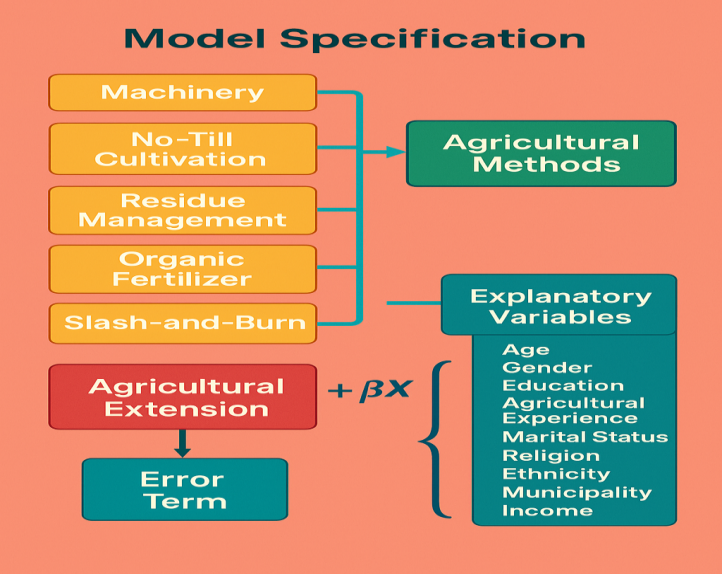 Model Specification
Machinery
No-Till
Cultivation
Residue
Management
Organic
Fertilizer
Slash-and-Burn
Agricultural
Methods
Agricultural
Extension
+ βX
Error
Term
Explanatory
Variables
Age
Gender
Education
Agricultural
Experience
Marital Status
Religion
Ethnicity
Municipality
Income